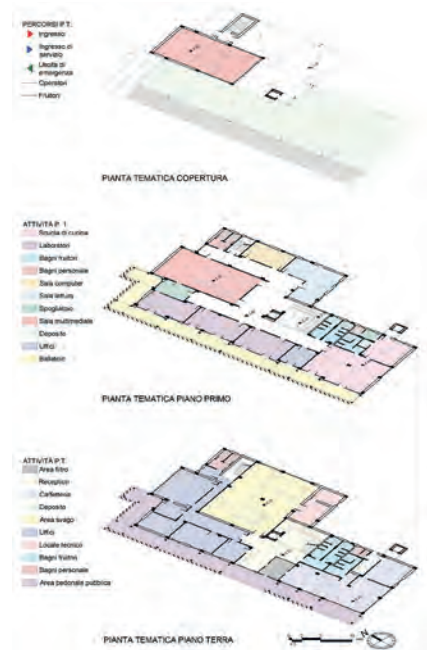 PERCORSI P.T.
Ingresso
Ingresso di
servizio
Uscita di
emergenza
Operatori
Fruitori
PIANTA TEMATICA COPERTURA
ATTIVITÀ P. 1
Scuola di cucina
Laboratori
Bagni fruitori
Bagni personale
Sala computer
Sala lettura
Spogliatoio
Sala multimediale
Deposito
Uffici
Ballatoio
PIANTA TEMATICA PIANO PRIMO
ATTIVITÀ P.T.
Area filtro
Reception
Caffetteria
Deposito
Area svago
Uffici
Locale tecnico
Bagni fruitori
Bagni personale
Area pedonale pubblica
PIANTA TEMATICA PIANO TERRA